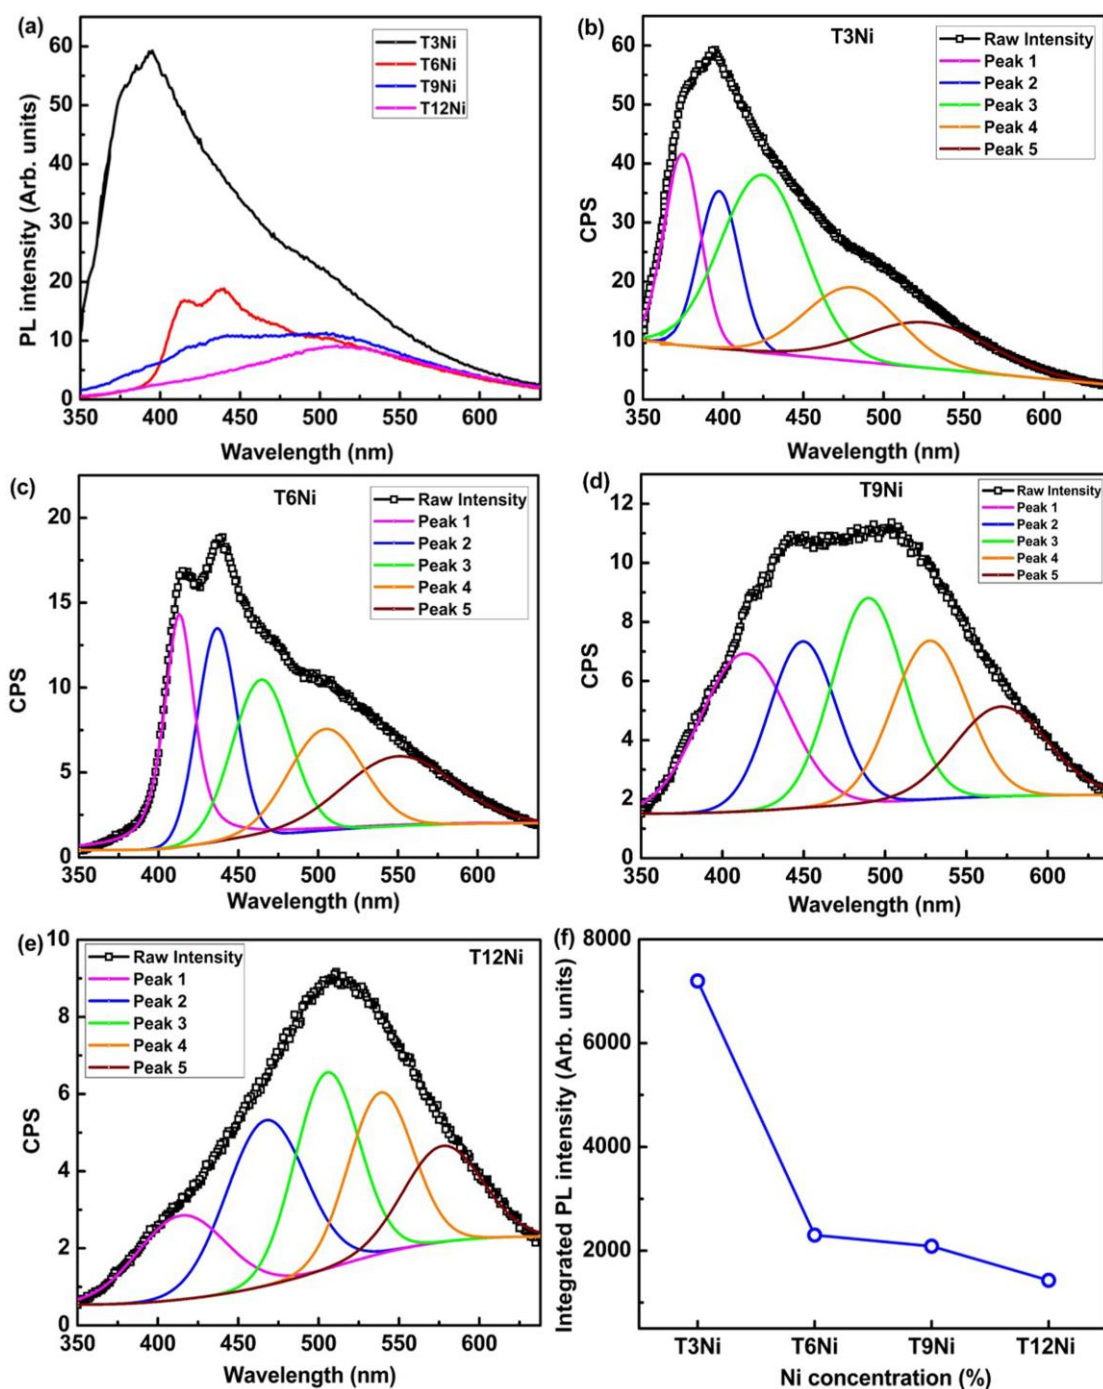 (a)
T3Ni
T6Ni
T9Ni
T12Ni
PL intensity (Arb. units)
60
50
40
30
20
10
0
350 400 450 500 550 600
Wavelength (nm)
(b)
T3Ni
Raw Intensity
Peak 1
Peak 2
Peak 3
Peak 4
Peak 5
CPS
60
50
40
30
20
10
0
350 400 450 500 550 600
Wavelength (nm)
(c)
T6Ni
Raw Intensity
Peak 1
Peak 2
Peak 3
Peak 4
Peak 5
CPS
20
15
10
5
0
350 400 450 500 550 600
Wavelength (nm)
(d)
T9Ni
Raw Intensity
Peak 1
Peak 2
Peak 3
Peak 4
Peak 5
CPS
12
10
8
6
4
2
0
350 400 450 500 550 600
Wavelength (nm)
(e)
T12Ni
Raw Intensity
Peak 1
Peak 2
Peak 3
Peak 4
Peak 5
CPS
10
8
6
4
2
0
350 400 450 500 550 600
Wavelength (nm)
(f)
Integrated PL intensity (Arb. units)
8000
6000
4000
2000
T3Ni T6Ni T9Ni T12Ni
Ni concentration (%)